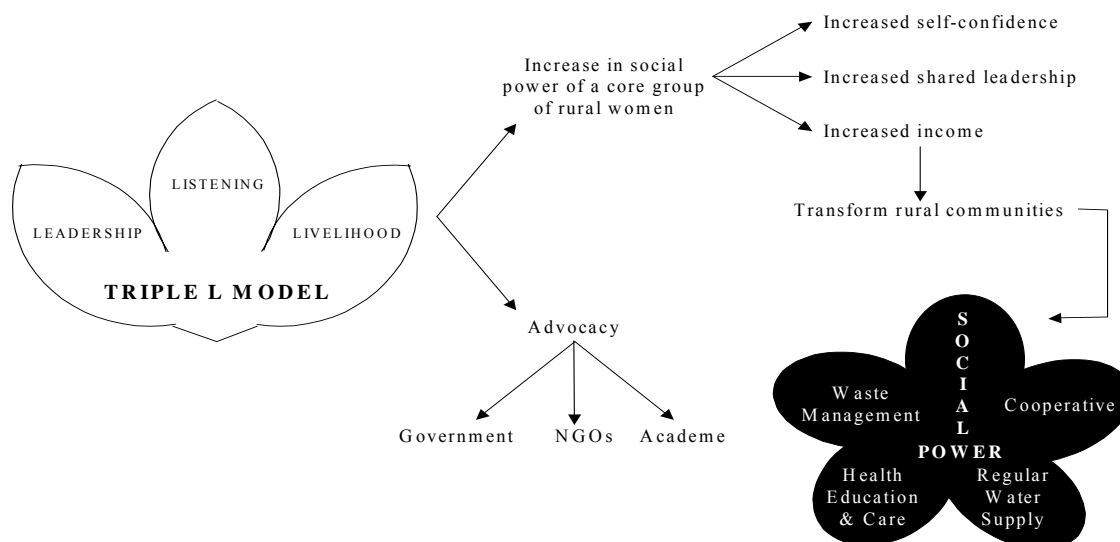 LISTENING
LEADERSHIP
LIVELIHOOD
TRIPLE L MODEL
Increase in social
power of a core group
of rural women
Increased self-confidence
Increased shared leadership
Increased income
Transform rural communities
Advocacy
Government
NGOs
Academe
SOCIAL
POWER
Waste
Management
Cooperative
Health
Education
& Care
Regular
Water
Supply